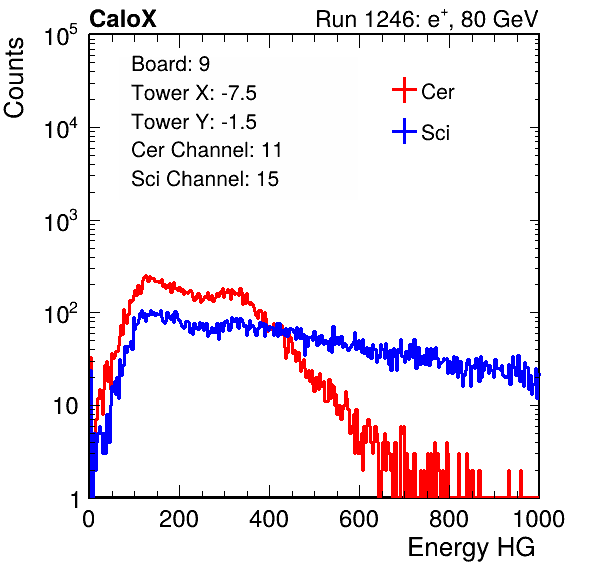 CaloX
Run 1246: e⁺, 80 GeV
Counts
Board: 9
Tower X: -7.5
Tower Y: -1.5
Cer Channel: 11
Sci Channel: 15
Cer
Sci
10⁵
10⁴
10³
10²
10
1
0 200 400 600 800 1000
Energy HG